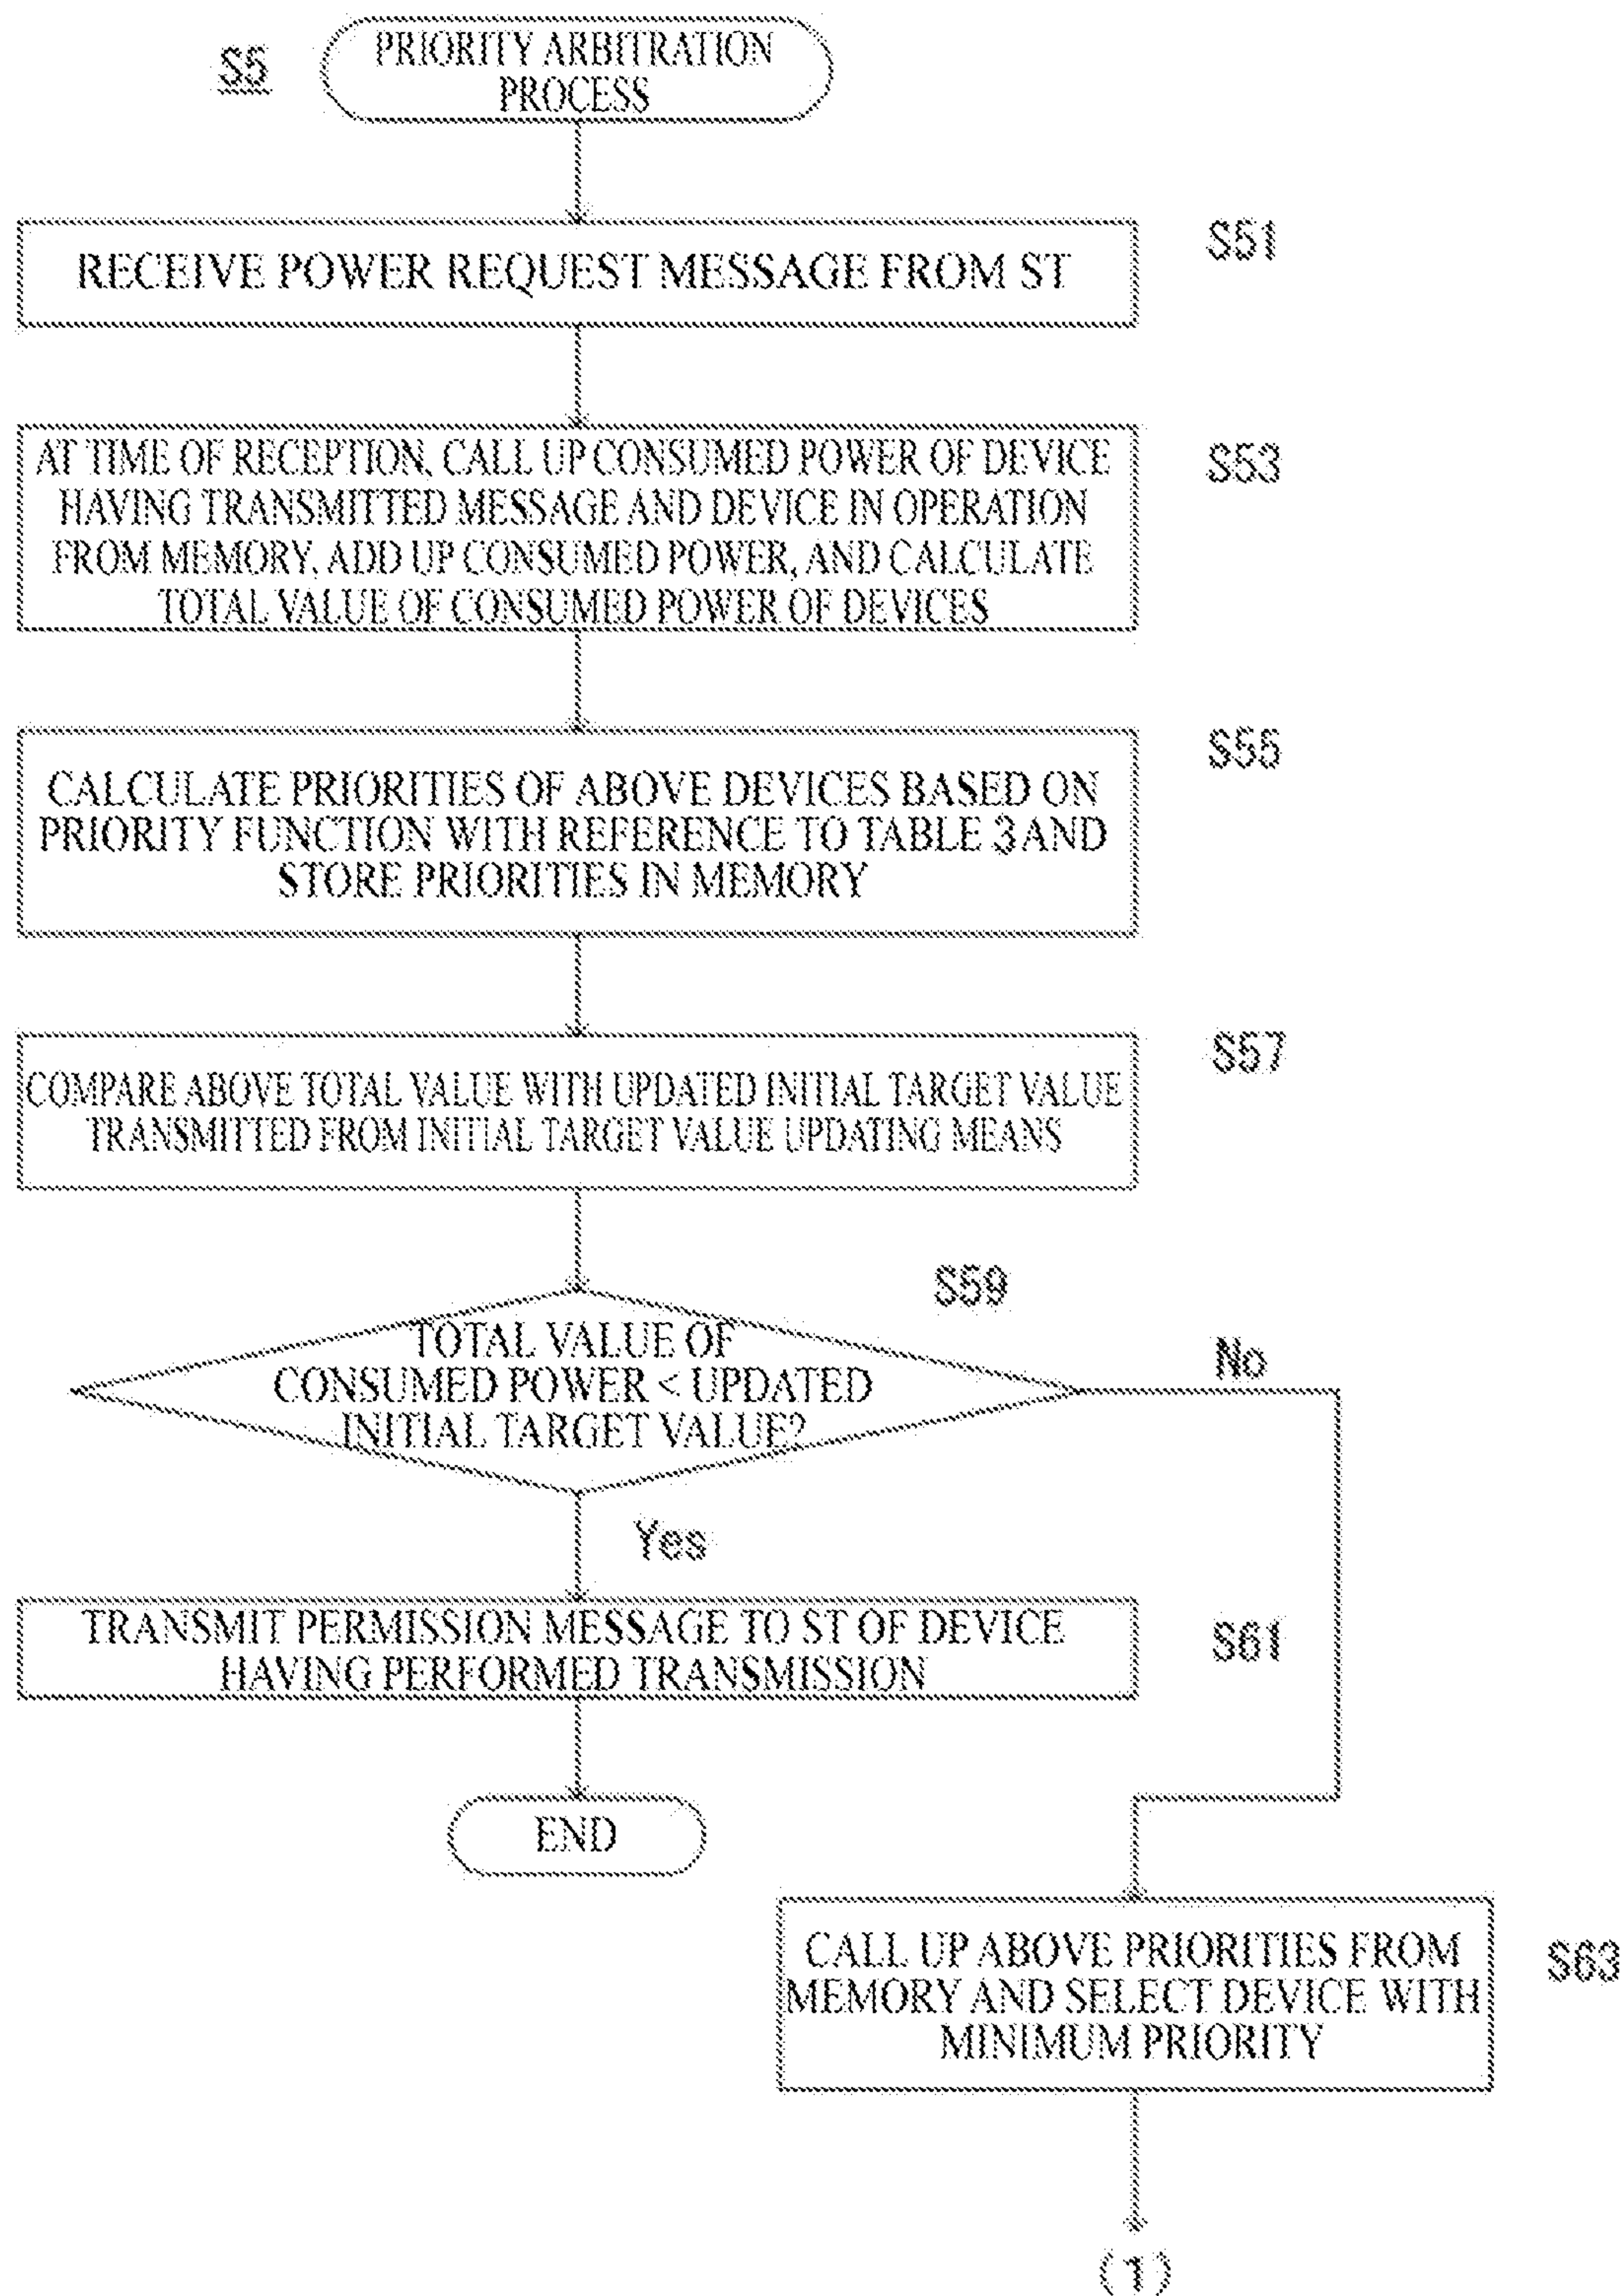 S5
PRIORITY ARBITRATION
PROCESS
RECEIVE POWER REQUEST MESSAGE FROM ST
S51
AT TIME OF RECEPTION, CALL UP CONSUMED POWER OF DEVICE
HAVING TRANSMITTED MESSAGE AND DEVICE IN OPERATION
FROM MEMORY, ADD UP CONSUMED POWER, AND CALCULATE
TOTAL VALUE OF CONSUMED POWER OF DEVICES
S53
CALCULATE PRIORITIES OF ABOVE DEVICES BASED ON
PRIORITY FUNCTION WITH REFERENCE TO TABLE 3 AND
STORE PRIORITIES IN MEMORY
S55
COMPARE ABOVE TOTAL VALUE WITH UPDATED INITIAL TARGET VALUE
TRANSMITTED FROM INITIAL TARGET VALUE UPDATING MEANS
S57
S59
TOTAL VALUE OF
CONSUMED POWER < UPDATED
INITIAL TARGET VALUE?
No
Yes
TRANSMIT PERMISSION MESSAGE TO ST OF DEVICE
HAVING PERFORMED TRANSMISSION
S61
END
CALL UP ABOVE PRIORITIES FROM
MEMORY AND SELECT DEVICE WITH
MINIMUM PRIORITY
S63
(1)